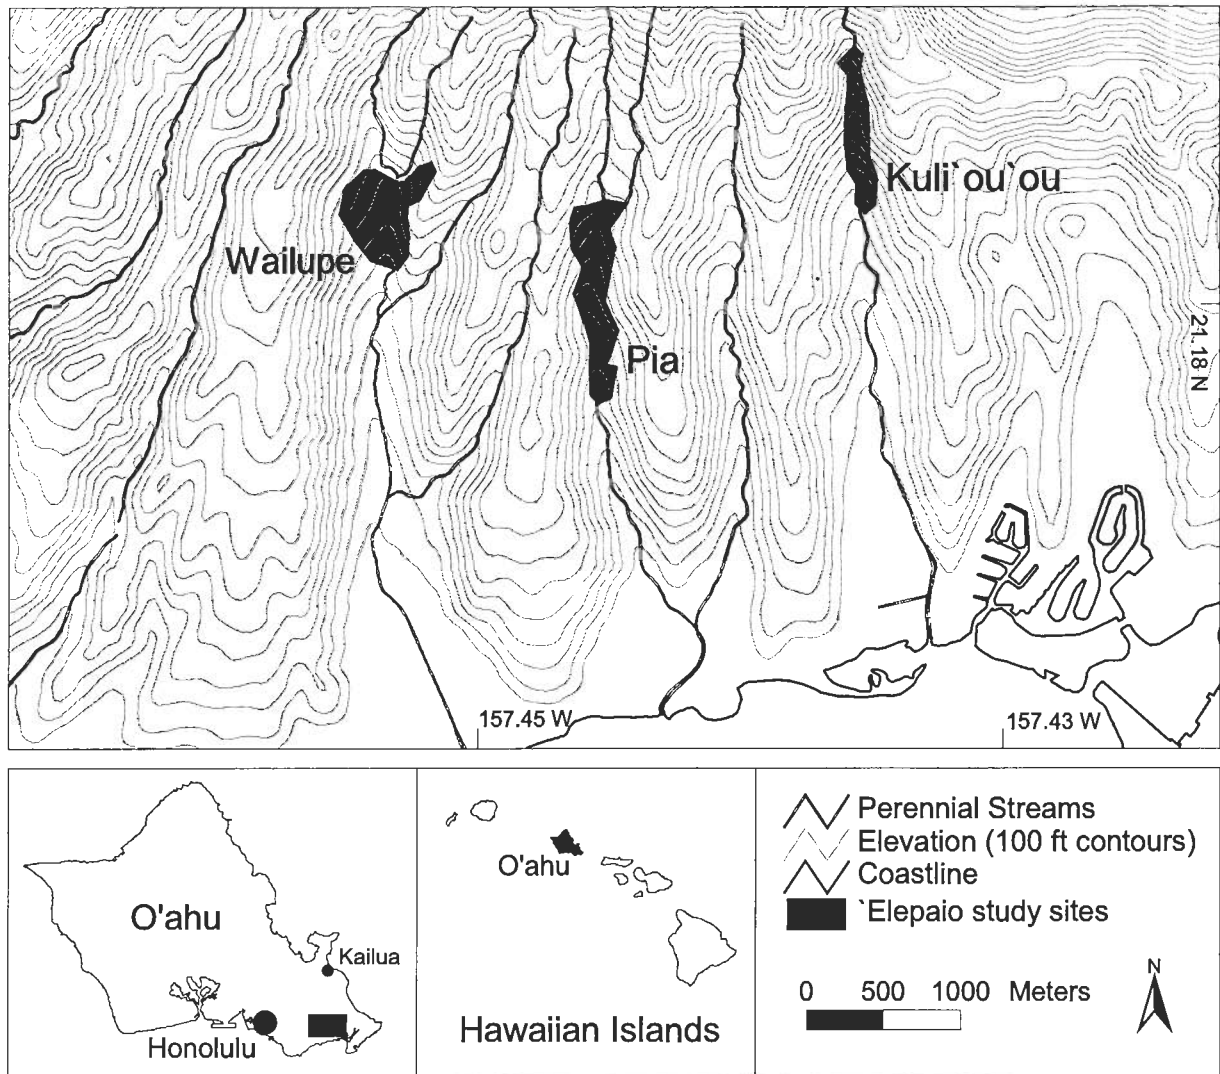 Kuli`ou`ou
Wailupe
21.18 N
Pia
157.45 W
157.43 W
O'ahu
Kailua
Honolulu
O'ahu
Hawaiian Islands
Perennial Streams
Elevation (100 ft contours)
Coastline
`Elepaio study sites
N
0 500 1000 Meters